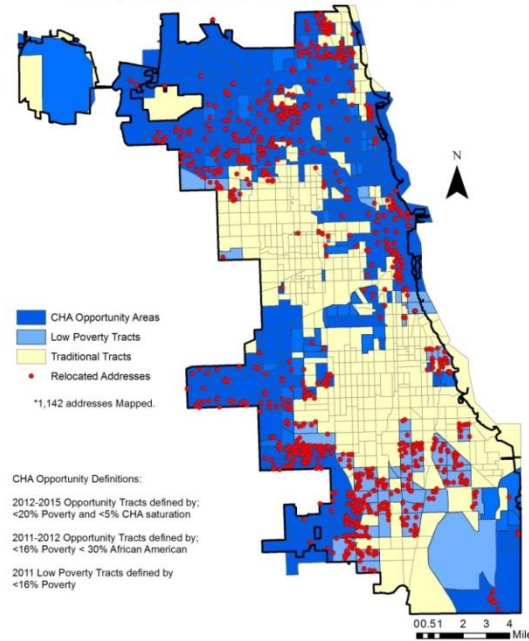 N
CHA Opportunity Areas
Low Poverty Tracts
Traditional Tracts
Relocated Addresses
*1,142 addresses Mapped.
CHA Opportunity Definitions:
2012-2015 Opportunity Tracts defined by;
<20% Poverty and <5% CHA saturation
2011-2012 Opportunity Tracts defined by;
<16% Poverty < 30% African American
2011 Low Poverty Tracts defined by
<16% Poverty
00.51 2 3 4